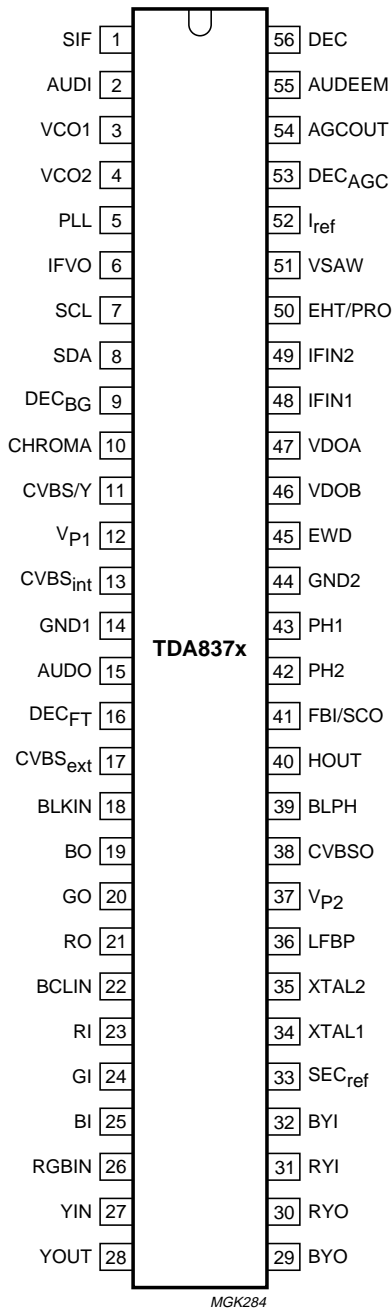 SIF 1 56 DEC
AUDI 2 55 AUDEEM
VCO1 3 54 AGCOUT
VCO2 4 53 DECAGC
PLL 5 52 Iref
IFVO 6 51 VSAW
SCL 7 50 EHT/PRO
SDA 8 49 IFIN2
DECBG 9 48 IFIN1
CHROMA 10 47 VDOA
CVBS/Y 11 46 VDOB
VP1 12 45 EWD
CVBSint 13 44 GND2
GND1 14 43 PH1
TDA837x
AUDO 15 42 PH2
DECFT 16 41 FBI/SCO
CVBSext 17 40 HOUT
BLKIN 18 39 BLPH
BO 19 38 CVBSO
GO 20 37 VP2
RO 21 36 LFBP
BCLIN 22 35 XTAL2
RI 23 34 XTAL1
GI 24 33 SECref
BI 25 32 BYI
RGBIN 26 31 RYI
YIN 27 30 RYO
YOUT 28 29 BYO
MGK284